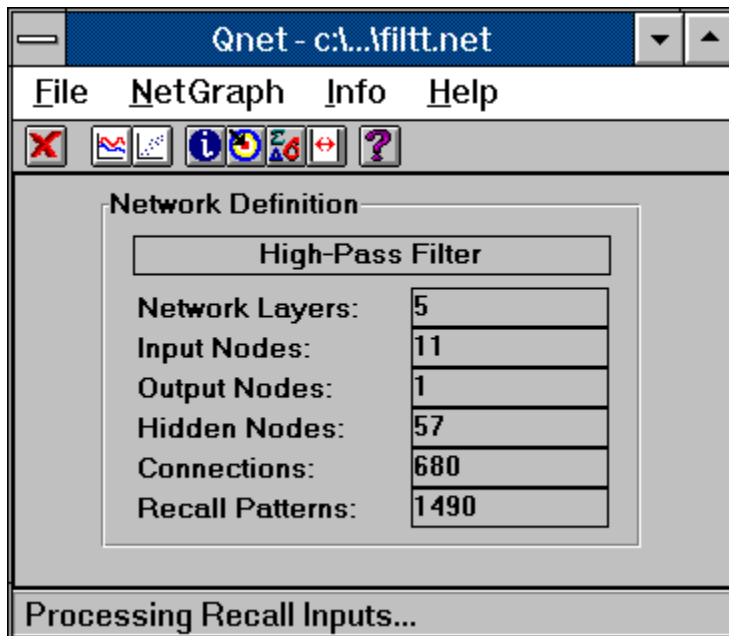 Qnet - c:\...\filtt.net
File NetGraph Info Help
Network Definition
High-Pass Filter
Network Layers: 5
Input Nodes: 11
Output Nodes: 1
Hidden Nodes: 57
Connections: 680
Recall Patterns: 1490
Processing Recall Inputs...